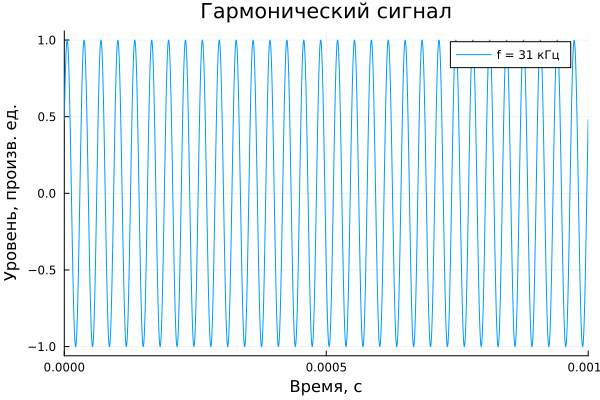 Гармонический сигнал
Уровень, произв. ед.
1.0
0.5
0.0
−0.5
−1.0
f = 31 кГц
0.0000
0.0005
0.001
Время, с